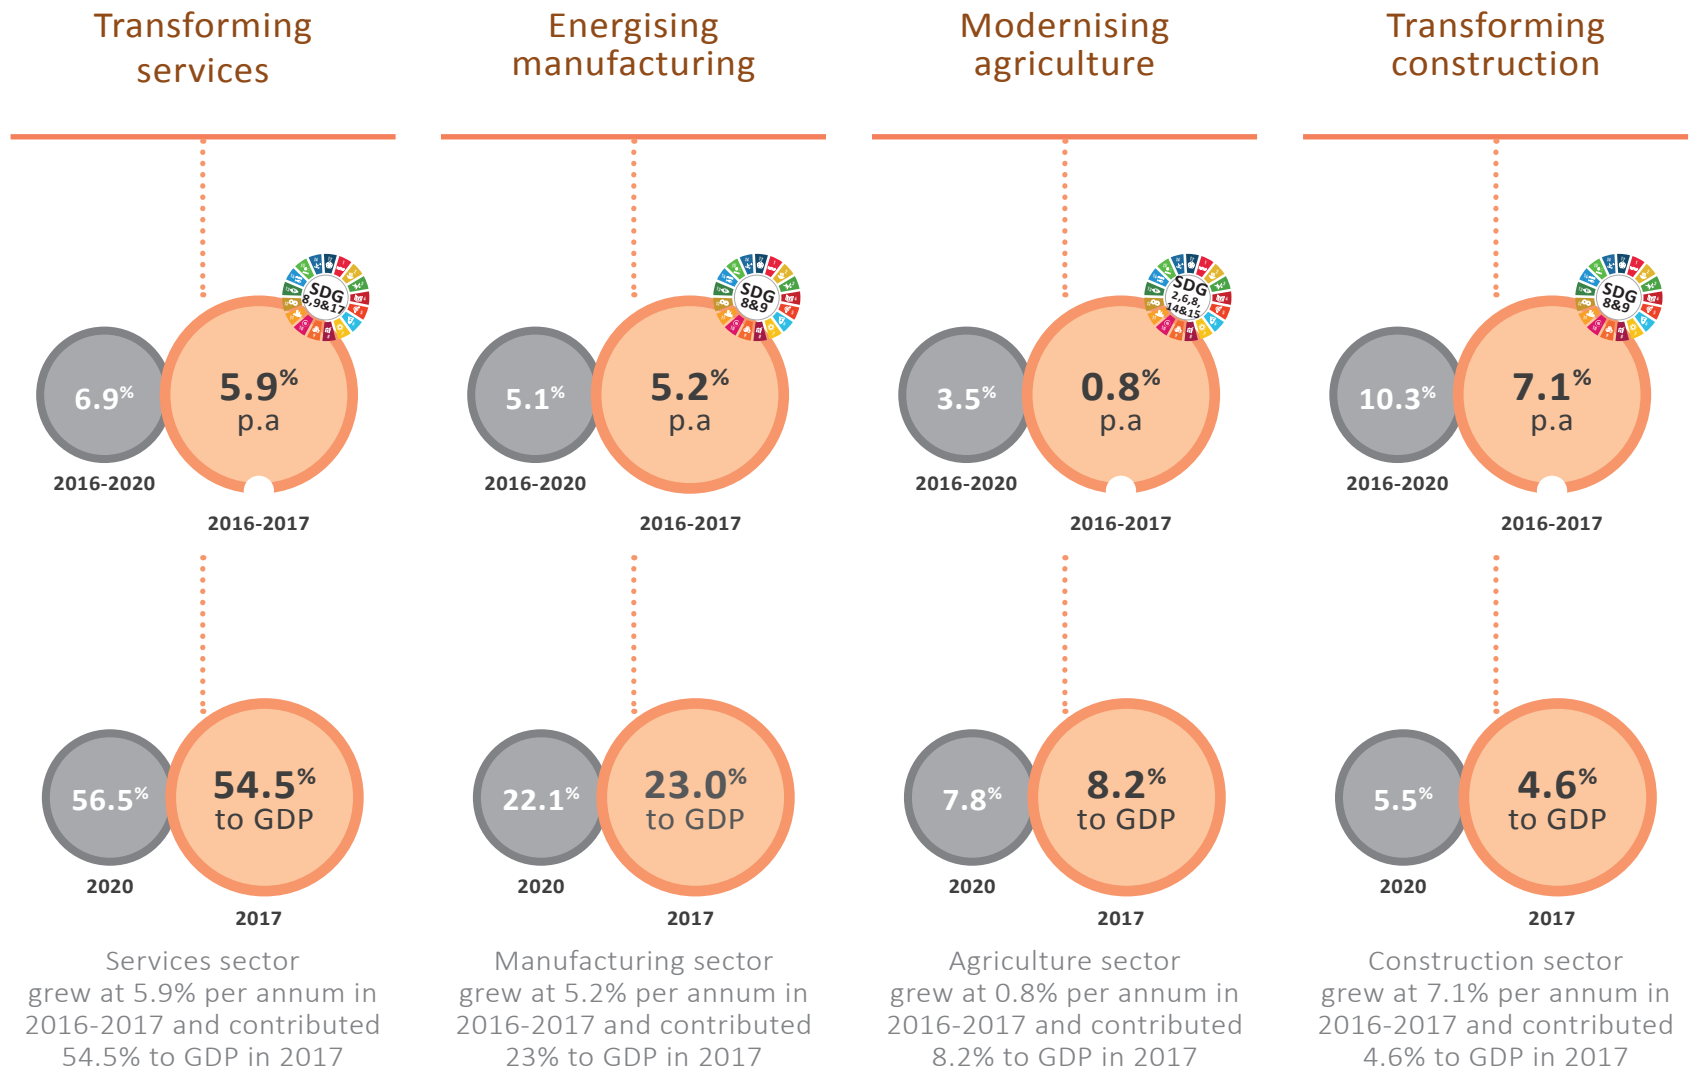 Transforming
services
Energising
manufacturing
Modernising
agriculture
Transforming
construction
SDG
8,9&17
6.9%
5.9%
p.a
2016-2020
2016-2017
SDG
8&9
5.1%
5.2%
p.a
2016-2020
2016-2017
SDG
2,6,8,
14&15
3.5%
0.8%
p.a
2016-2020
2016-2017
SDG
8&9
10.3%
7.1%
p.a
2016-2020
2016-2017
56.5%
54.5%
to GDP
2020
2017
22.1%
23.0%
to GDP
2020
2017
7.8%
8.2%
to GDP
2020
2017
5.5%
4.6%
to GDP
2020
2017
Services sector
grew at 5.9% per annum in
2016-2017 and contributed
54.5% to GDP in 2017
Manufacturing sector
grew at 5.2% per annum in
2016-2017 and contributed
23% to GDP in 2017
Agriculture sector
grew at 0.8% per annum in
2016-2017 and contributed
8.2% to GDP in 2017
Construction sector
grew at 7.1% per annum in
2016-2017 and contributed
4.6% to GDP in 2017